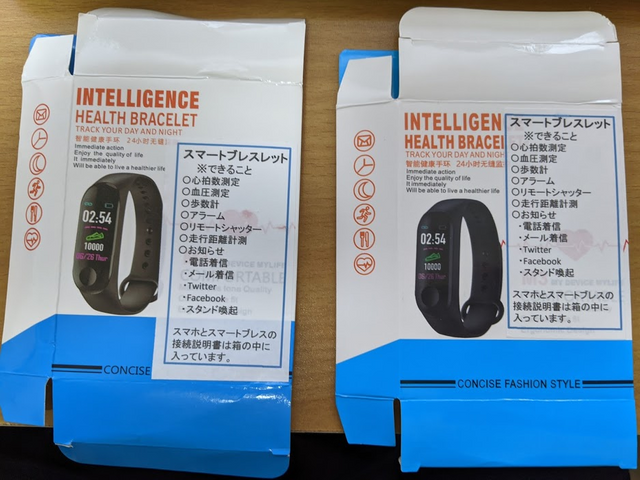 INTELLIGENCE
HEALTH BRACELET
TRACK YOUR DAY AND NIGHT
智能健康手环 24小时无缝
Immediate action
Enjoy the quality of life
It immediately
Will be able to live a healthier life
02:54
10000
スマートブレスレット
※できること
○心拍数測定
○血圧測定
○歩数計
○アラーム
○リモートシャッター
○走行距離計測
○お知らせ
・電話着信
・メール着信
・Twitter
・Facebook
・スタンド喚起
スマホとスマートブレスの
接続説明書は箱の中に
入っています。
CONCISE
INTELLIGEN
HEALTH BRACE
TRACK YOUR DAY AND NIGHT
智能健康手环 24小时无缝监
Immediate action
Enjoy the quality of life
It immediately
Will be able to live a healthier life
02:54
10000
スマートブレスレット
※できること
○心拍数測定
○血圧測定
○歩数計
○アラーム
○リモートシャッター
○走行距離計測
○お知らせ
・電話着信
・メール着信
・Twitter
・Facebook
・スタンド喚起
スマホとスマートブレスの
接続説明書は箱の中に
入っています。
CONCISE FASHION STYLE